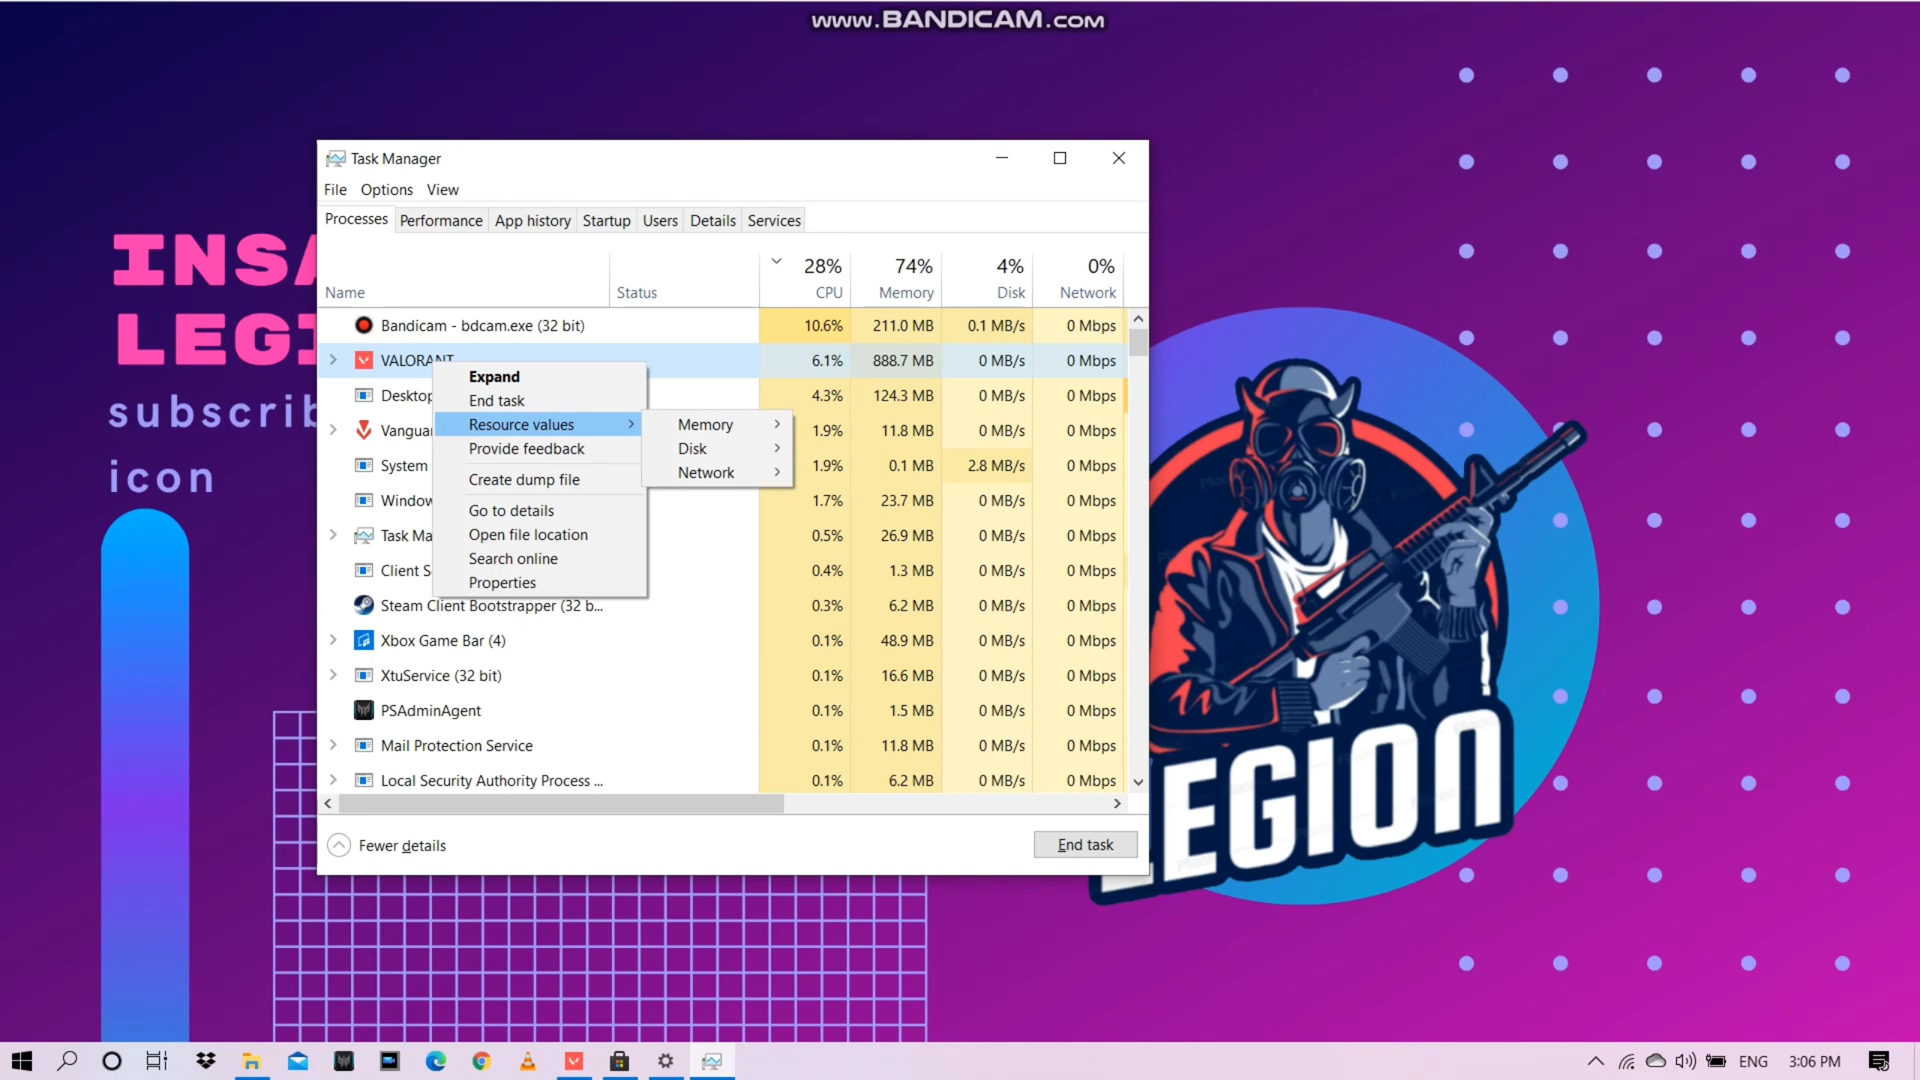 www.BANDICAM.com
INSA
LEGI
subscrib
icon
Task Manager
File Options View
Processes Performance App history Startup Users Details Services
28% 74% 4% 0%
Name Status CPU Memory Disk Network
Bandicam - bdcam.exe (32 bit) 10.6% 211.0 MB 0.1 MB/s 0 Mbps
VALORANT 6.1% 888.7 MB 0 MB/s 0 Mbps
Desktop 4.3% 124.3 MB 0 MB/s 0 Mbps
Vangua 1.9% 11.8 MB 0 MB/s 0 Mbps
System 1.9% 0.1 MB 2.8 MB/s 0 Mbps
Window 1.7% 23.7 MB 0 MB/s 0 Mbps
Task Ma 0.5% 26.9 MB 0 MB/s 0 Mbps
Client S 0.4% 1.3 MB 0 MB/s 0 Mbps
Steam Client Bootstrapper (32 b... 0.3% 6.2 MB 0 MB/s 0 Mbps
Xbox Game Bar (4) 0.1% 48.9 MB 0 MB/s 0 Mbps
XtuService (32 bit) 0.1% 16.6 MB 0 MB/s 0 Mbps
PSAdminAgent 0.1% 1.5 MB 0 MB/s 0 Mbps
Mail Protection Service 0.1% 11.8 MB 0 MB/s 0 Mbps
Local Security Authority Process ... 0.1% 6.2 MB 0 MB/s 0 Mbps
Expand
End task
Resource values
Provide feedback
Create dump file
Go to details
Open file location
Search online
Properties
Memory
Disk
Network
Fewer details End task
LEGION
ENG 3:06 PM